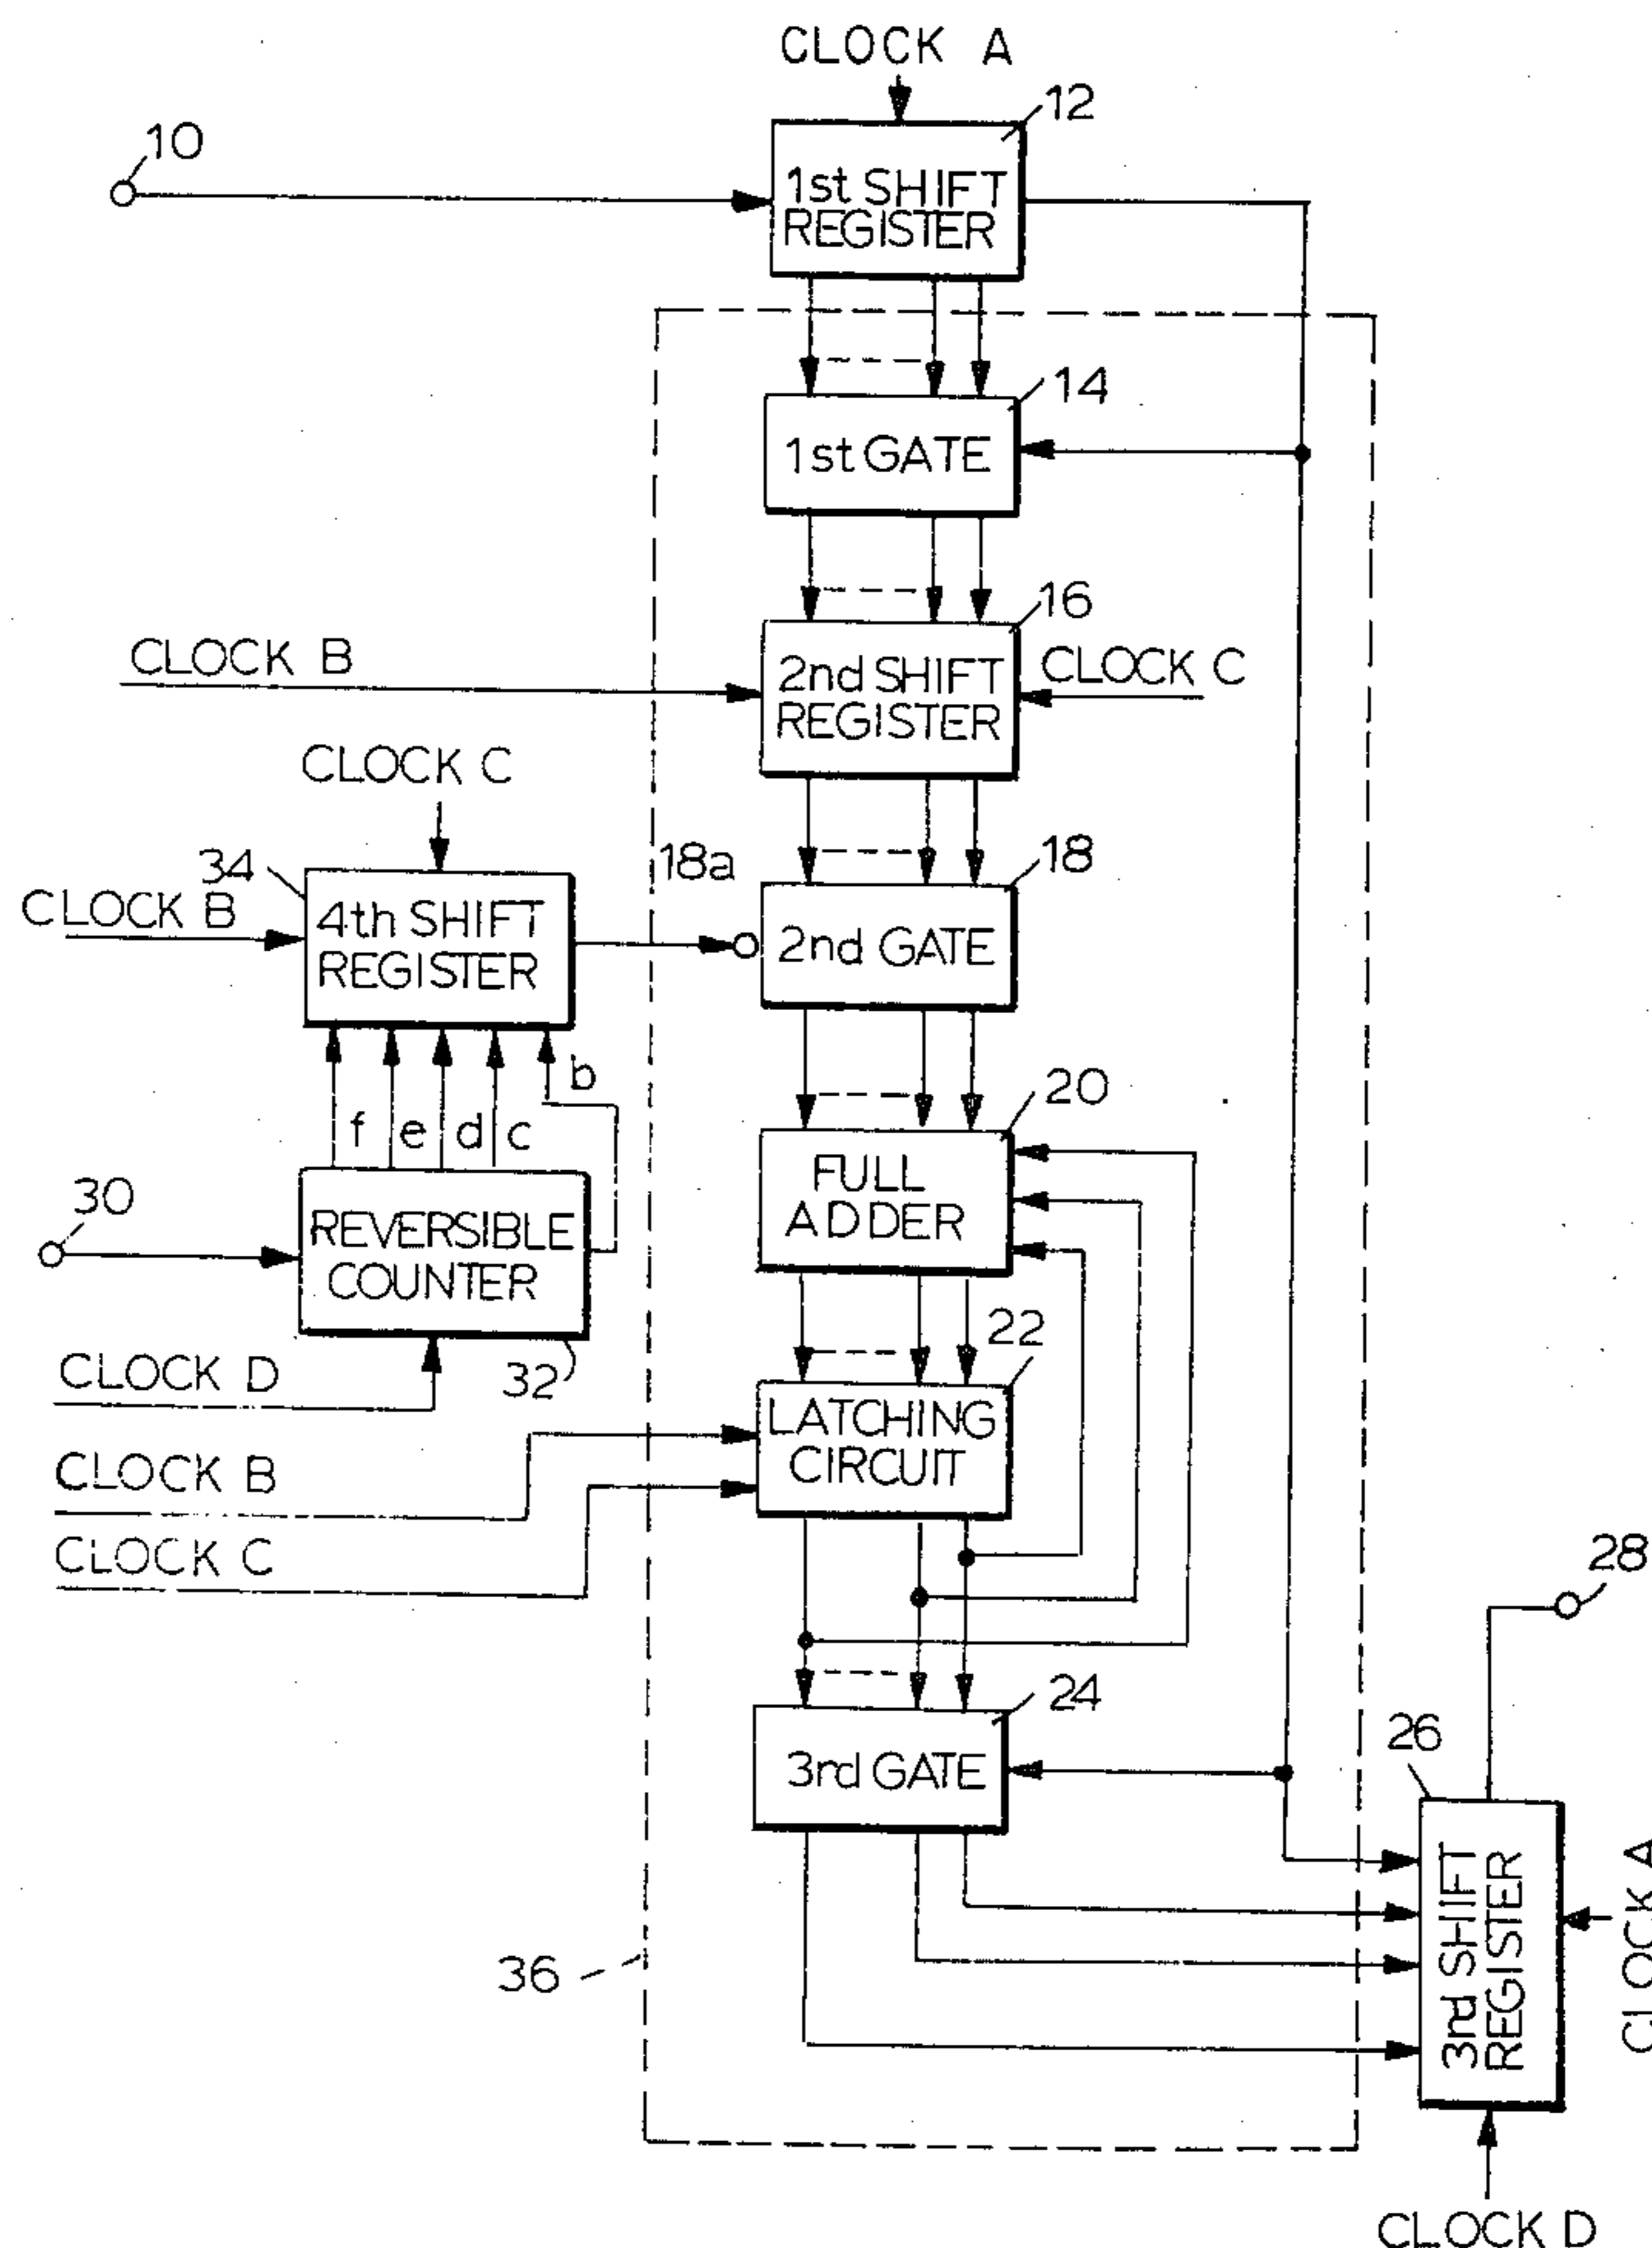 CLOCK A
12
10
1st SHIFT
REGISTER
14
1st GATE
16
CLOCK B
2nd SHIFT
REGISTER
CLOCK C
CLOCK C
34
18a
18
CLOCK B
4th SHIFT
REGISTER
2nd GATE
b
f e d c
20
30
FULL
ADDER
REVERSIBLE
COUNTER
22
CLOCK D
32
LATCHING
CIRCUIT
CLOCK B
CLOCK C
28
24
26
3rd GATE
3rd SHIFT
REGISTER
CLOCK A
36
CLOCK D